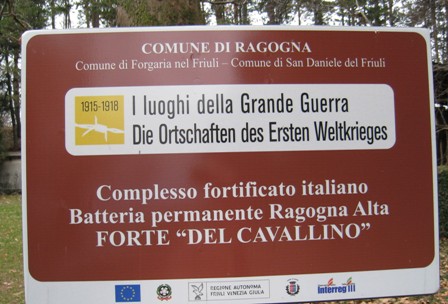 COMUNE DI RAGOGNA
Comune di Forgaria nel Friuli – Comune di San Daniele del Friuli
1915-1918
I luoghi della Grande Guerra
Die Ortschaften des Ersten Weltkrieges
Complesso fortificato italiano
Batteria permanente Ragogna Alta
FORTE “DEL CAVALLINO”
REGIONE AUTONOMA
FRIULI VENEZIA GIULIA
interreg III